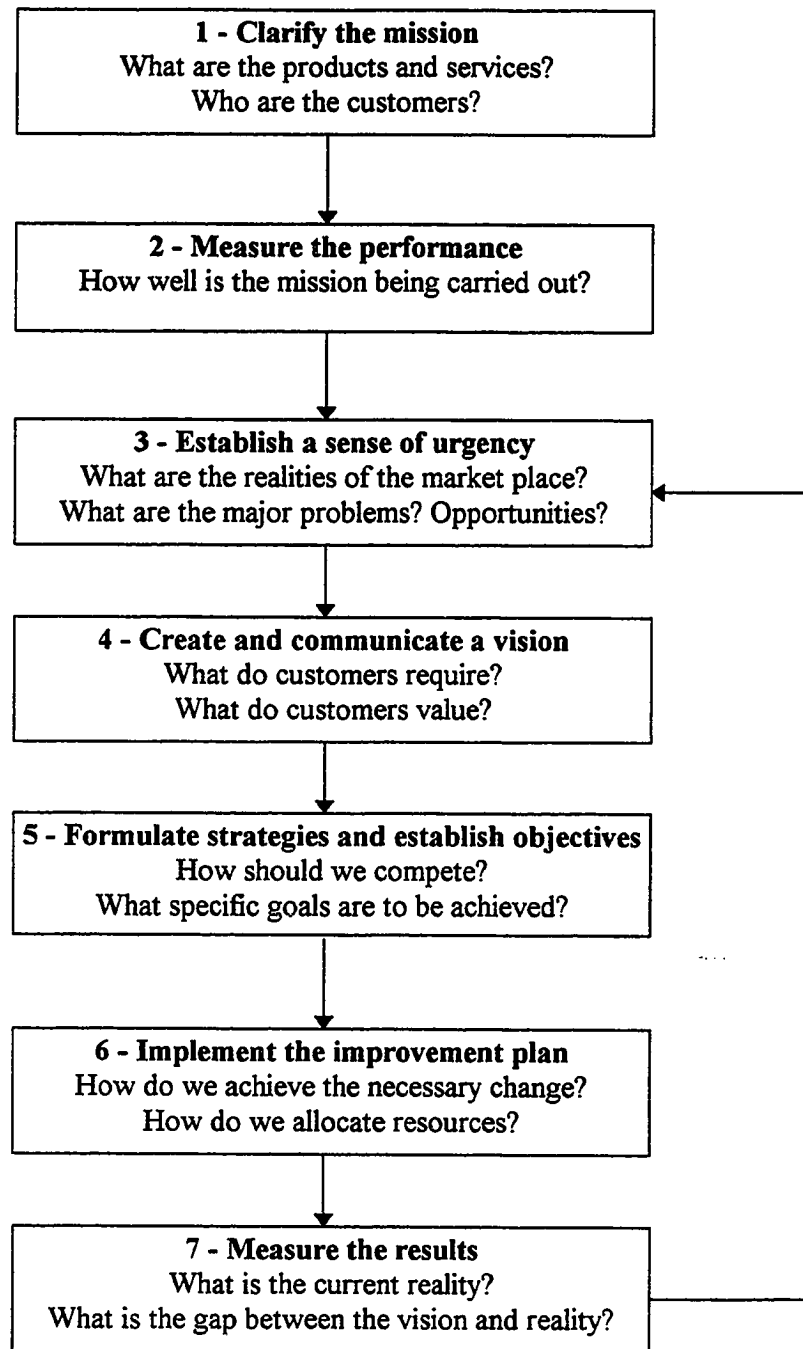 1 - Clarify the mission
What are the products and services?
Who are the customers?
2 - Measure the performance
How well is the mission being carried out?
3 - Establish a sense of urgency
What are the realities of the market place?
What are the major problems? Opportunities?
4 - Create and communicate a vision
What do customers require?
What do customers value?
5 - Formulate strategies and establish objectives
How should we compete?
What specific goals are to be achieved?
6 - Implement the improvement plan
How do we achieve the necessary change?
How do we allocate resources?
7 - Measure the results
What is the current reality?
What is the gap between the vision and reality?